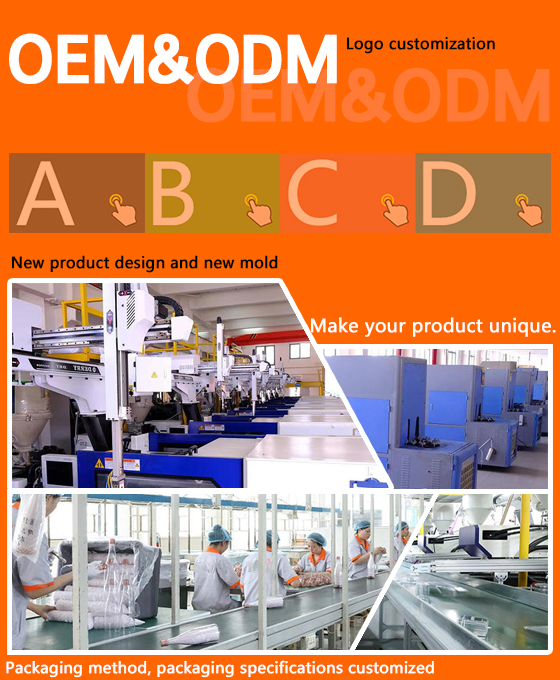 OEM&ODM
Logo customization
OEM&ODM
A B C D
New product design and new mold
Make your product unique.
Packaging method, packaging specifications customized